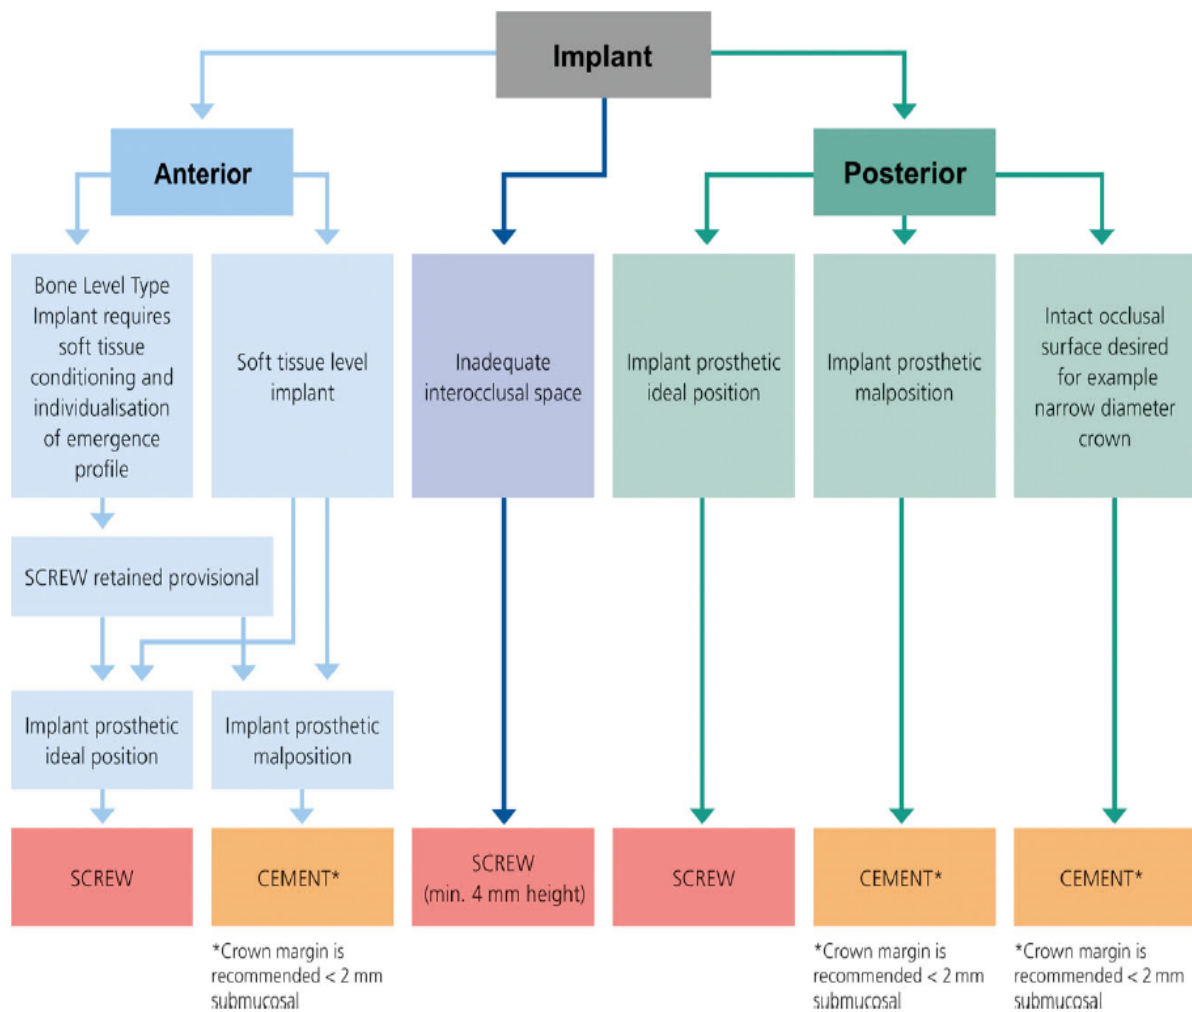 Implant
Anterior
Posterior
Bone Level Type
Implant requires
soft tissue
conditioning and
individualisation
of emergence
profile
Soft tissue level
implant
Inadequate
interocclusal space
Implant prosthetic
ideal position
Implant prosthetic
malposition
Intact occlusal
surface desired
for example
narrow diameter
crown
SCREW retained provisional
Implant prosthetic
ideal position
Implant prosthetic
malposition
SCREW
CEMENT*
SCREW
(min. 4 mm height)
SCREW
CEMENT*
CEMENT*
*Crown margin is
recommended < 2 mm
submucosal
*Crown margin is
recommended < 2 mm
submucosal
*Crown margin is
recommended < 2 mm
submucosal